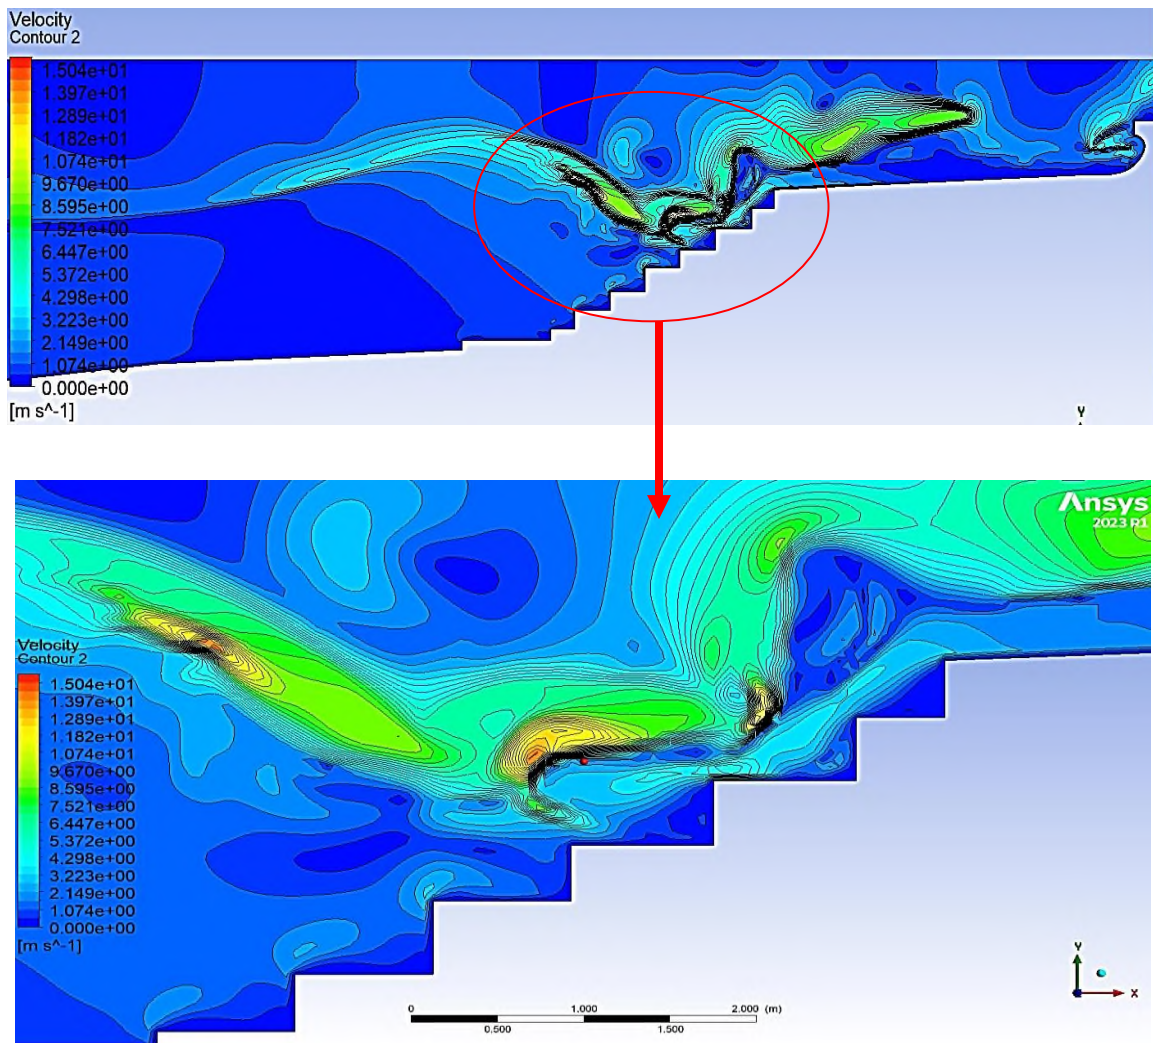 Velocity
Contour 2
1.504e+01
1.397e+01
1.289e+01
1.182e+01
1.074e+01
9.670e+00
8.595e+00
7.521e+00
6.447e+00
5.372e+00
4.298e+00
3.223e+00
2.149e+00
1.074e+00
0.000e+00
[m s^-1]
Y
Ansys
2023 R1
Velocity
Contour 2
1.504e+01
1.397e+01
1.289e+01
1.182e+01
1.074e+01
9.670e+00
8.595e+00
7.521e+00
6.447e+00
5.372e+00
4.298e+00
3.223e+00
2.149e+00
1.074e+00
0.000e+00
[m s^-1]
Y
X
0 1.000 2.000 (m)
0.500 1.500